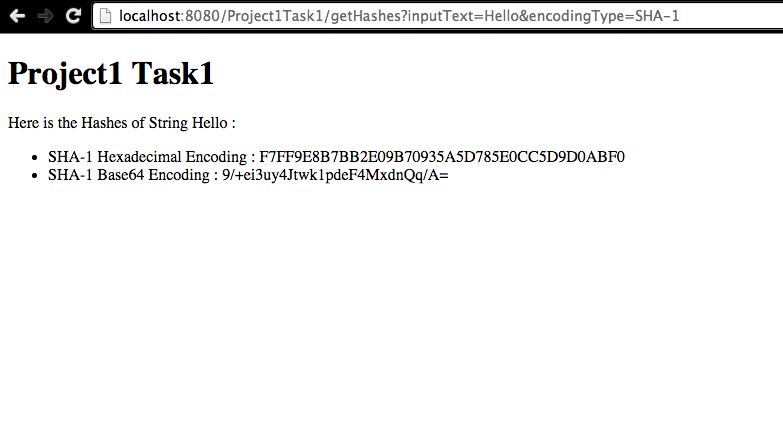 localhost:8080/Project1Task1/getHashes?inputText=Hello&encodingType=SHA-1
Project1 Task1
Here is the Hashes of String Hello :
• SHA-1 Hexadecimal Encoding : F7FF9E8B7BB2E09B70935A5D785E0CC5D9D0ABF0
• SHA-1 Base64 Encoding : 9/+ei3uy4Jtwk1pdeF4MxdnQq/A=